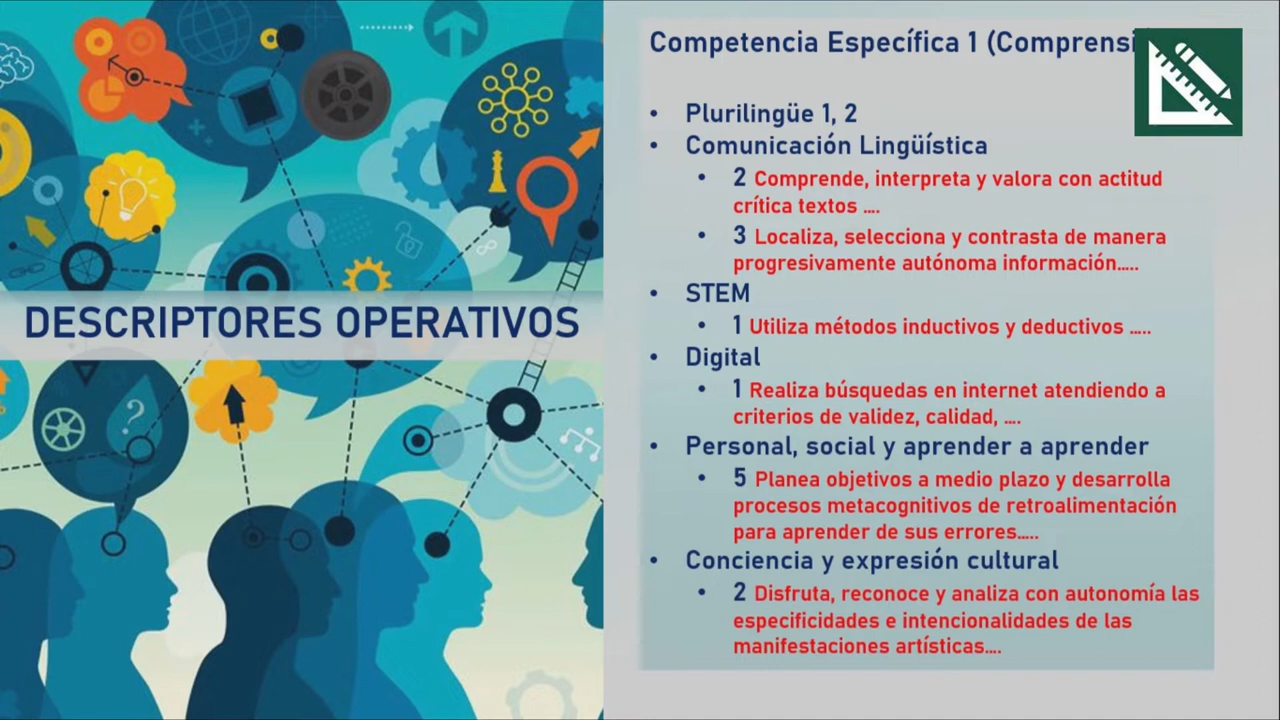 DESCRIPTORES OPERATIVOS
Competencia Específica 1 (Comprensi
• Plurilingüe 1, 2
• Comunicación Lingüística
• 2 Comprende, interpreta y valora con actitud
crítica textos ....
• 3 Localiza, selecciona y contrasta de manera
progresivamente autónoma información.....
• STEM
• 1 Utiliza métodos inductivos y deductivos .....
• Digital
• 1 Realiza búsquedas en internet atendiendo a
criterios de validez, calidad, ....
• Personal, social y aprender a aprender
• 5 Planea objetivos a medio plazo y desarrolla
procesos metacognitivos de retroalimentación
para aprender de sus errores.....
• Conciencia y expresión cultural
• 2 Disfruta, reconoce y analiza con autonomía las
especificidades e intencionalidades de las
manifestaciones artísticas....